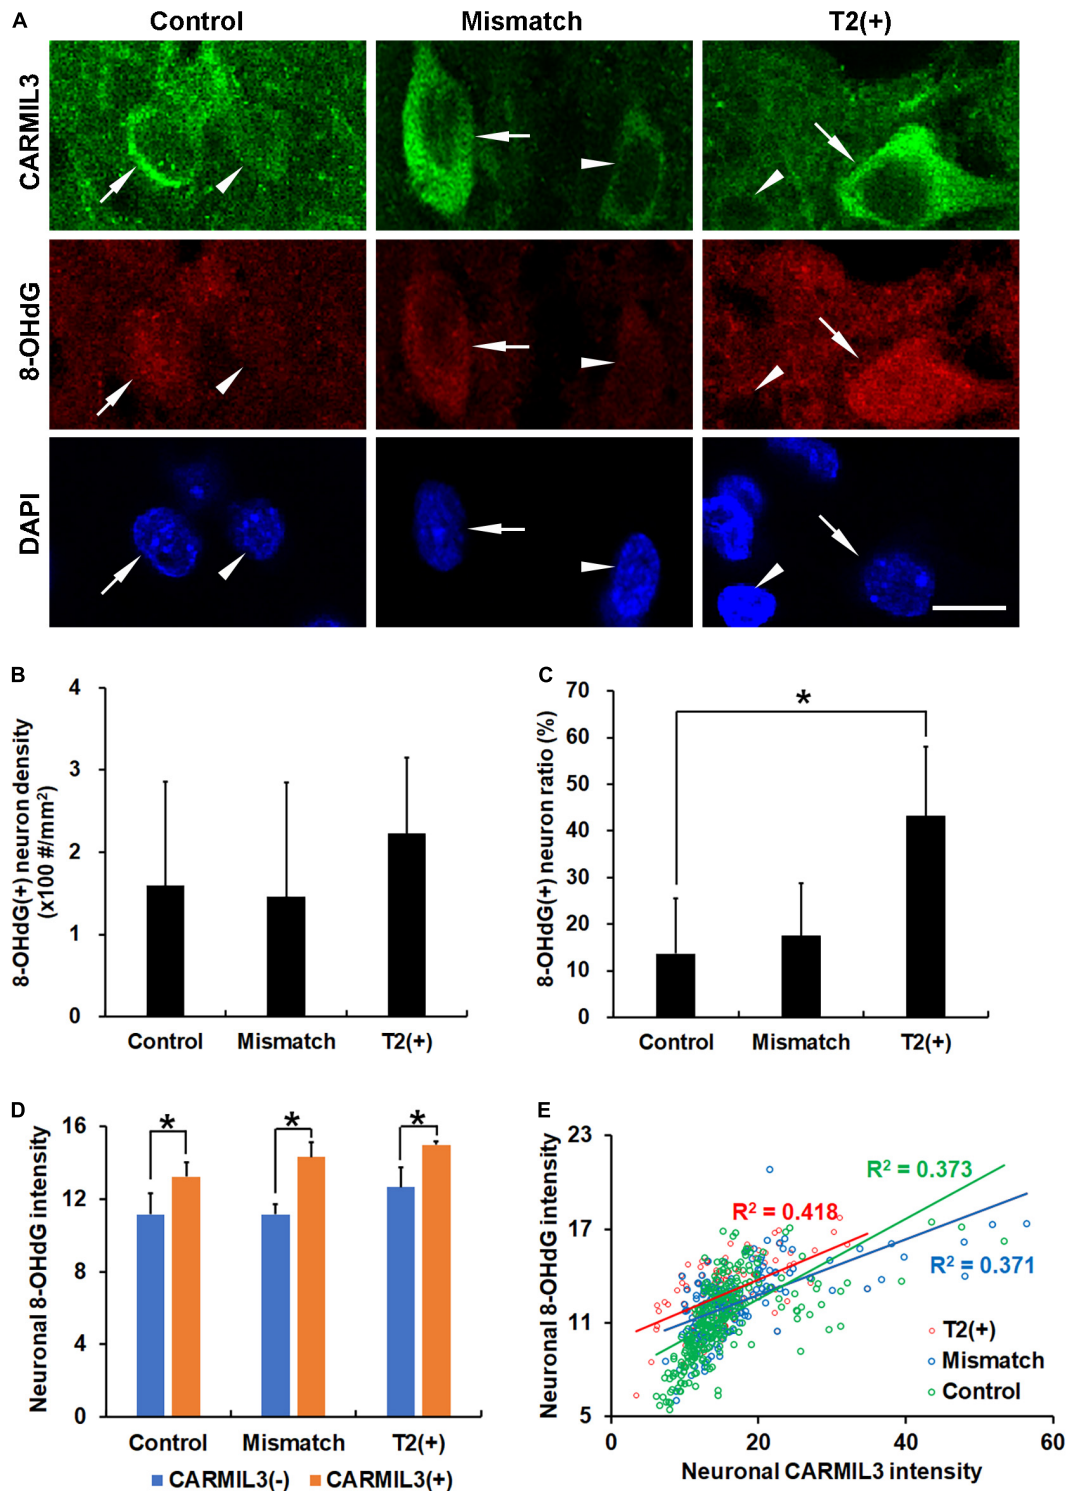 A
Control Mismatch T2(+)
CARMIL3
8-OHdG
DAPI
B
8-OHdG(+) neuron density
(x100 #/mm²)
4
3
2
1
0
Control Mismatch T2(+)
C
8-OHdG(+) neuron ratio (%)
70
60
50
40
30
20
10
0
*
Control Mismatch T2(+)
D
Neuronal 8-OHdG intensity
16
12
8
4
0
* * *
Control Mismatch T2(+)
CARMIL3(-) CARMIL3(+)
E
Neuronal 8-OHdG intensity
23
17
11
5
R² = 0.373
R² = 0.418
R² = 0.371
T2(+)
Mismatch
Control
0 20 40 60
Neuronal CARMIL3 intensity